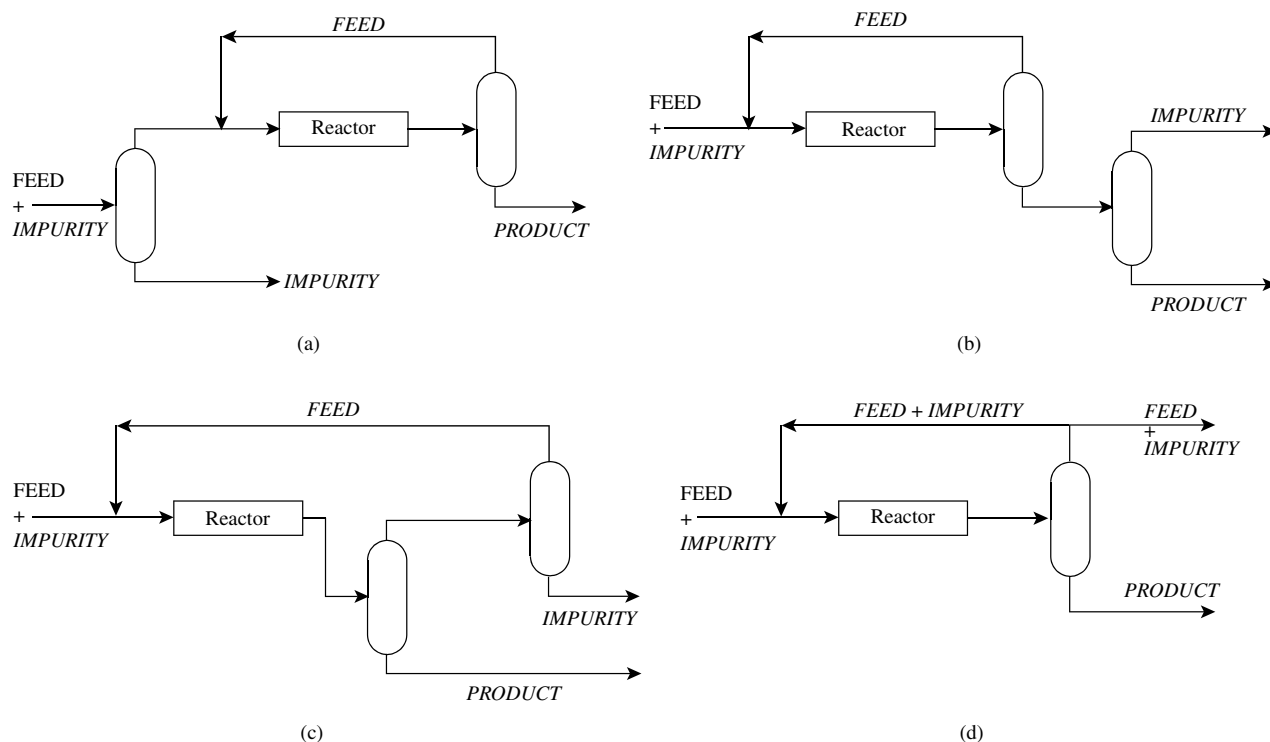 FEED
Reactor
FEED
+
IMPURITY
PRODUCT
IMPURITY
(a)
FEED
FEED
+
IMPURITY
Reactor
IMPURITY
PRODUCT
(b)
FEED
FEED
+
IMPURITY
Reactor
IMPURITY
PRODUCT
(c)
FEED + IMPURITY
FEED
+
IMPURITY
FEED
+
IMPURITY
Reactor
PRODUCT
(d)